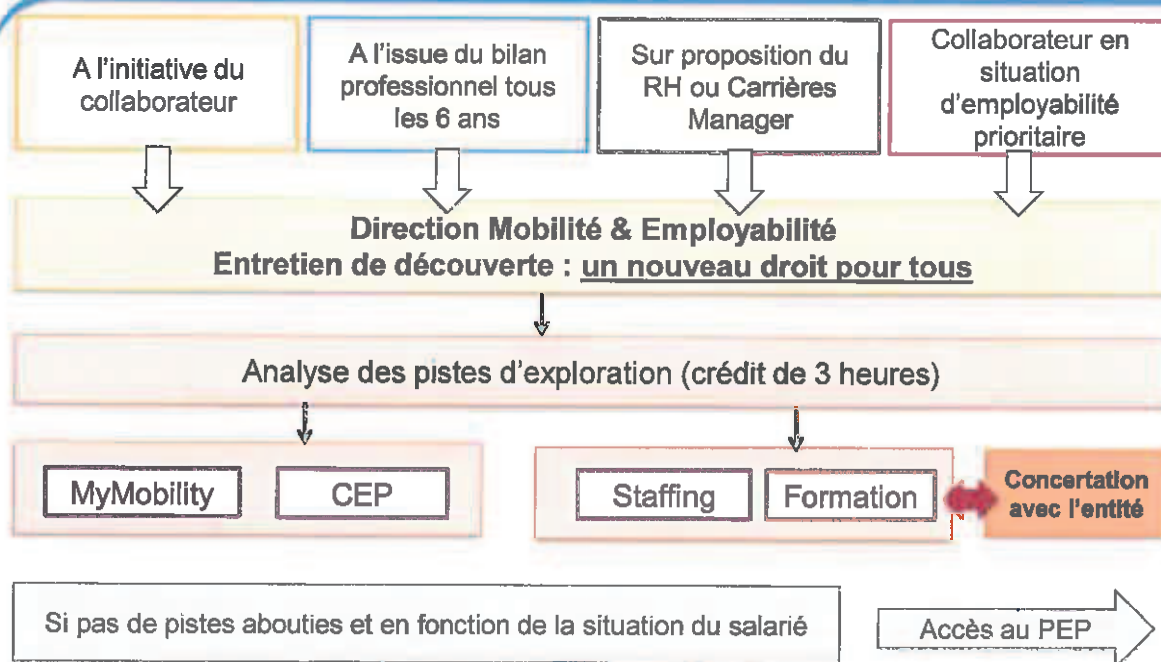 A l'initiative du
collaborateur
A l'issue du bilan
professionnel tous
les 6 ans
Sur proposition du
RH ou Carrières
Manager
Collaborateur en
situation
d'employabilité
prioritaire
Direction Mobilité & Employabilité
Entretien de découverte : un nouveau droit pour tous
Analyse des pistes d'exploration (crédit de 3 heures)
MyMobility
CEP
Staffing
Formation
Concertation
avec l'entité
Si pas de pistes abouties et en fonction de la situation du salarié
Accès au PEP